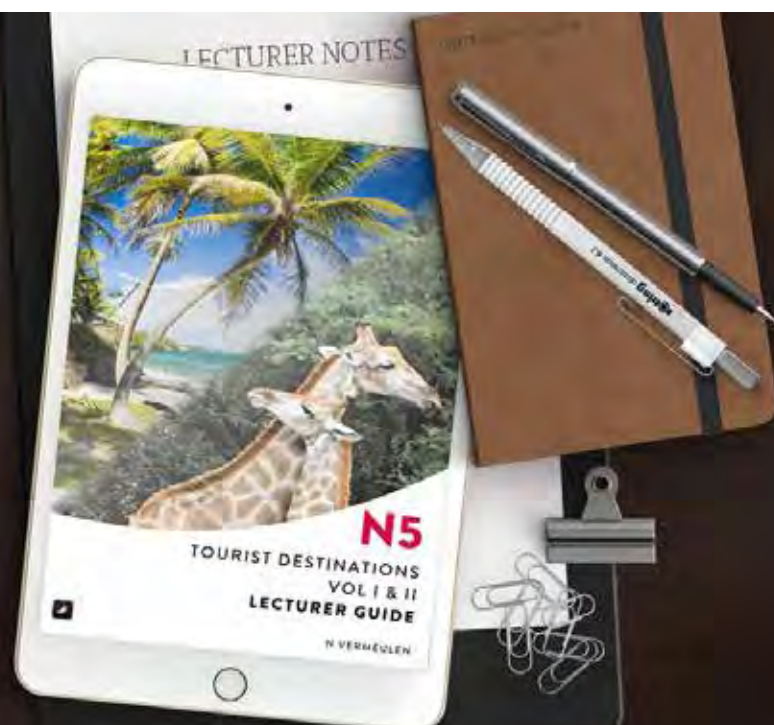 LECTURER NOTES
N5
TOURIST DESTINATIONS
VOL I & II
LECTURER GUIDE
N VERMEULEN